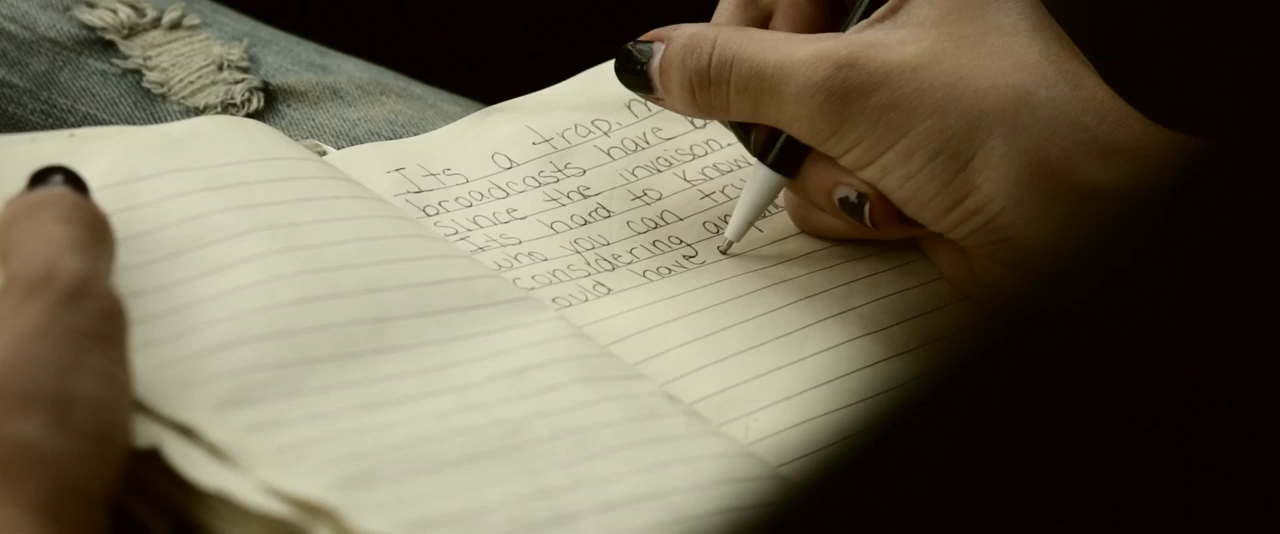 Its a trap.
broadcasts have
since the invaison.
Its hard to know
who you can
considering
have